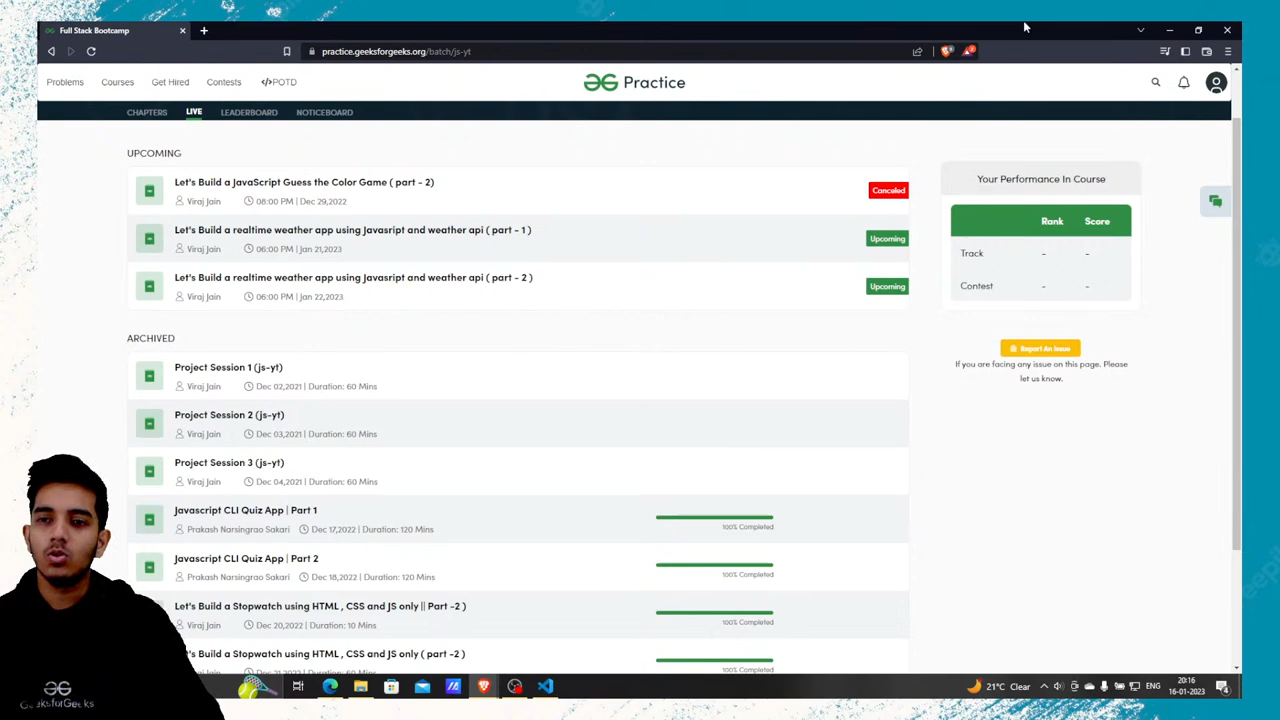 Full Stack Bootcamp
practice.geeksforgeeks.org/batch/js-yt
Problems Courses Get Hired Contests </>POTD
Practice
CHAPTERS LIVE LEADERBOARD NOTICEBOARD
UPCOMING
Let's Build a JavaScript Guess the Color Game ( part - 2)
Viraj Jain 08:00 PM | Dec 29,2022
Canceled
Let's Build a realtime weather app using Javasript and weather api ( part - 1 )
Viraj Jain 06:00 PM | Jan 21,2023
Upcoming
Let's Build a realtime weather app using Javasript and weather api ( part - 2 )
Viraj Jain 06:00 PM | Jan 22,2023
Upcoming
ARCHIVED
Project Session 1 (js-yt)
Viraj Jain Dec 02,2021 | Duration: 60 Mins
Project Session 2 (js-yt)
Viraj Jain Dec 03,2021 | Duration: 60 Mins
Project Session 3 (js-yt)
Viraj Jain Dec 04,2021 | Duration: 60 Mins
Javascript CLI Quiz App | Part 1
Prakash Narsingrao Sakari Dec 17,2022 | Duration: 120 Mins
100% Completed
Javascript CLI Quiz App | Part 2
Prakash Narsingrao Sakari Dec 18,2022 | Duration: 120 Mins
100% Completed
Let's Build a Stopwatch using HTML , CSS and JS only || Part -2 )
Viraj Jain Dec 20,2022 | Duration: 10 Mins
100% Completed
Build a Stopwatch using HTML , CSS and JS only ( part -2 )
100% Completed
Your Performance In Course
Rank Score
Track - -
Contest - -
Report An Issue
If you are facing any issue on this page. Please
let us know.
GeeksforGeeks
21°C Clear
ENG
20:16
16-01-2023
4